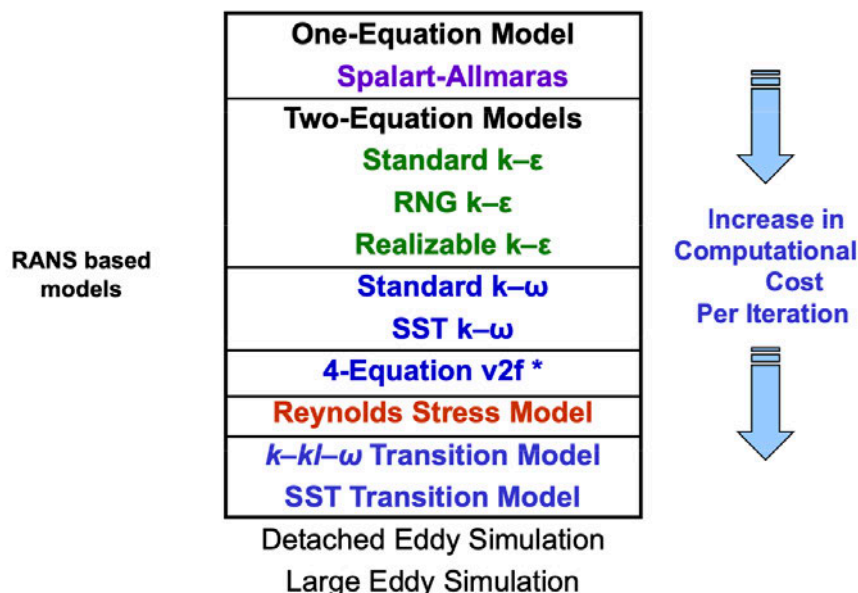 One-Equation Model
Spalart-Allmaras
Two-Equation Models
Standard k–ε
RNG k–ε
Realizable k–ε
Standard k–ω
SST k–ω
4-Equation v2f *
Reynolds Stress Model
k–kl–ω Transition Model
SST Transition Model
Detached Eddy Simulation
Large Eddy Simulation
RANS based
models
Increase in
Computational
Cost
Per Iteration